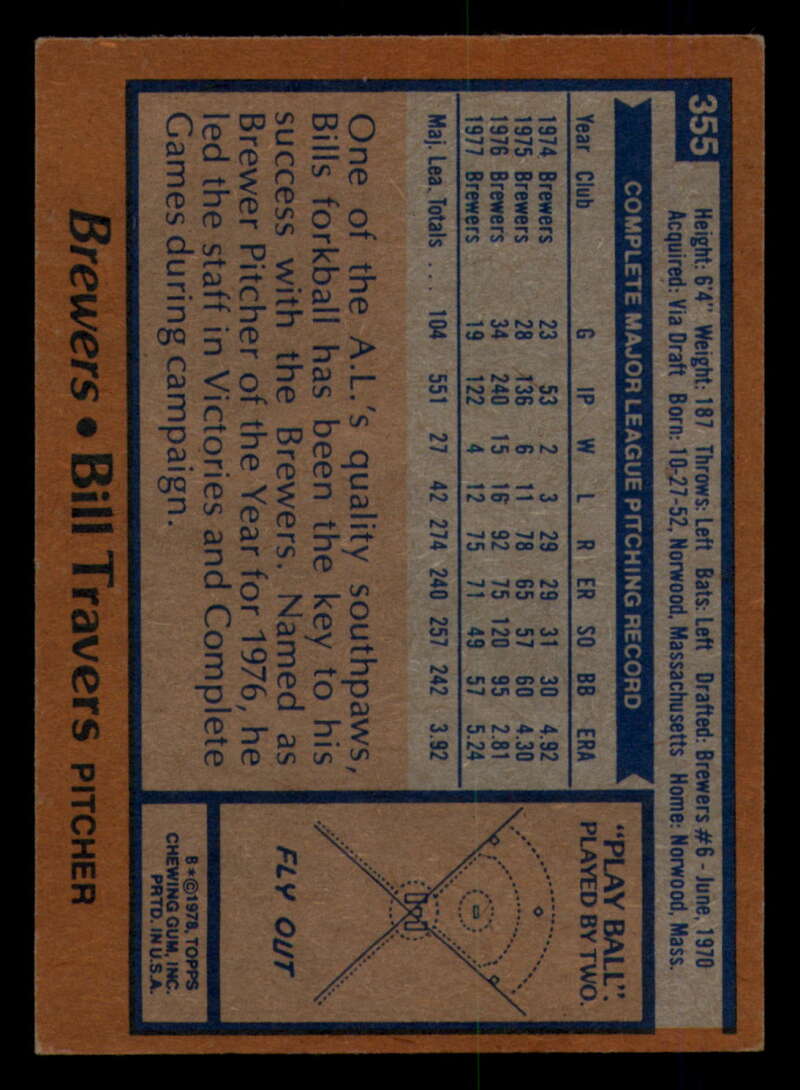 355
Height: 6'4" Weight: 187 Throws: Left Bats: Left Drafted: Brewers #6 - June, 1970
Acquired: Via Draft Born: 10-27-52, Norwood, Massachusetts Home: Norwood, Mass.
COMPLETE MAJOR LEAGUE PITCHING RECORD
Year Club G IP W L R ER SO BB ERA
1974 Brewers 23 53 2 3 29 29 31 30 4.92
1975 Brewers 28 136 6 11 78 65 57 60 4.30
1976 Brewers 34 240 15 16 92 75 120 95 2.81
1977 Brewers 19 122 4 12 75 71 49 57 5.24
Maj. Lea. Totals ... 104 551 27 42 274 240 257 242 3.92
One of the A.L.'s quality southpaws,
Bills forkball has been the key to his
success with the Brewers. Named as
Brewer Pitcher of the Year for 1976, he
led the staff in Victories and Complete
Games during campaign.
"PLAY BALL":
PLAYED BY TWO.
FLY OUT
B*©1978, TOPPS
CHEWING GUM, INC.
PRTD. IN U.S.A.
Brewers • Bill Travers PITCHER